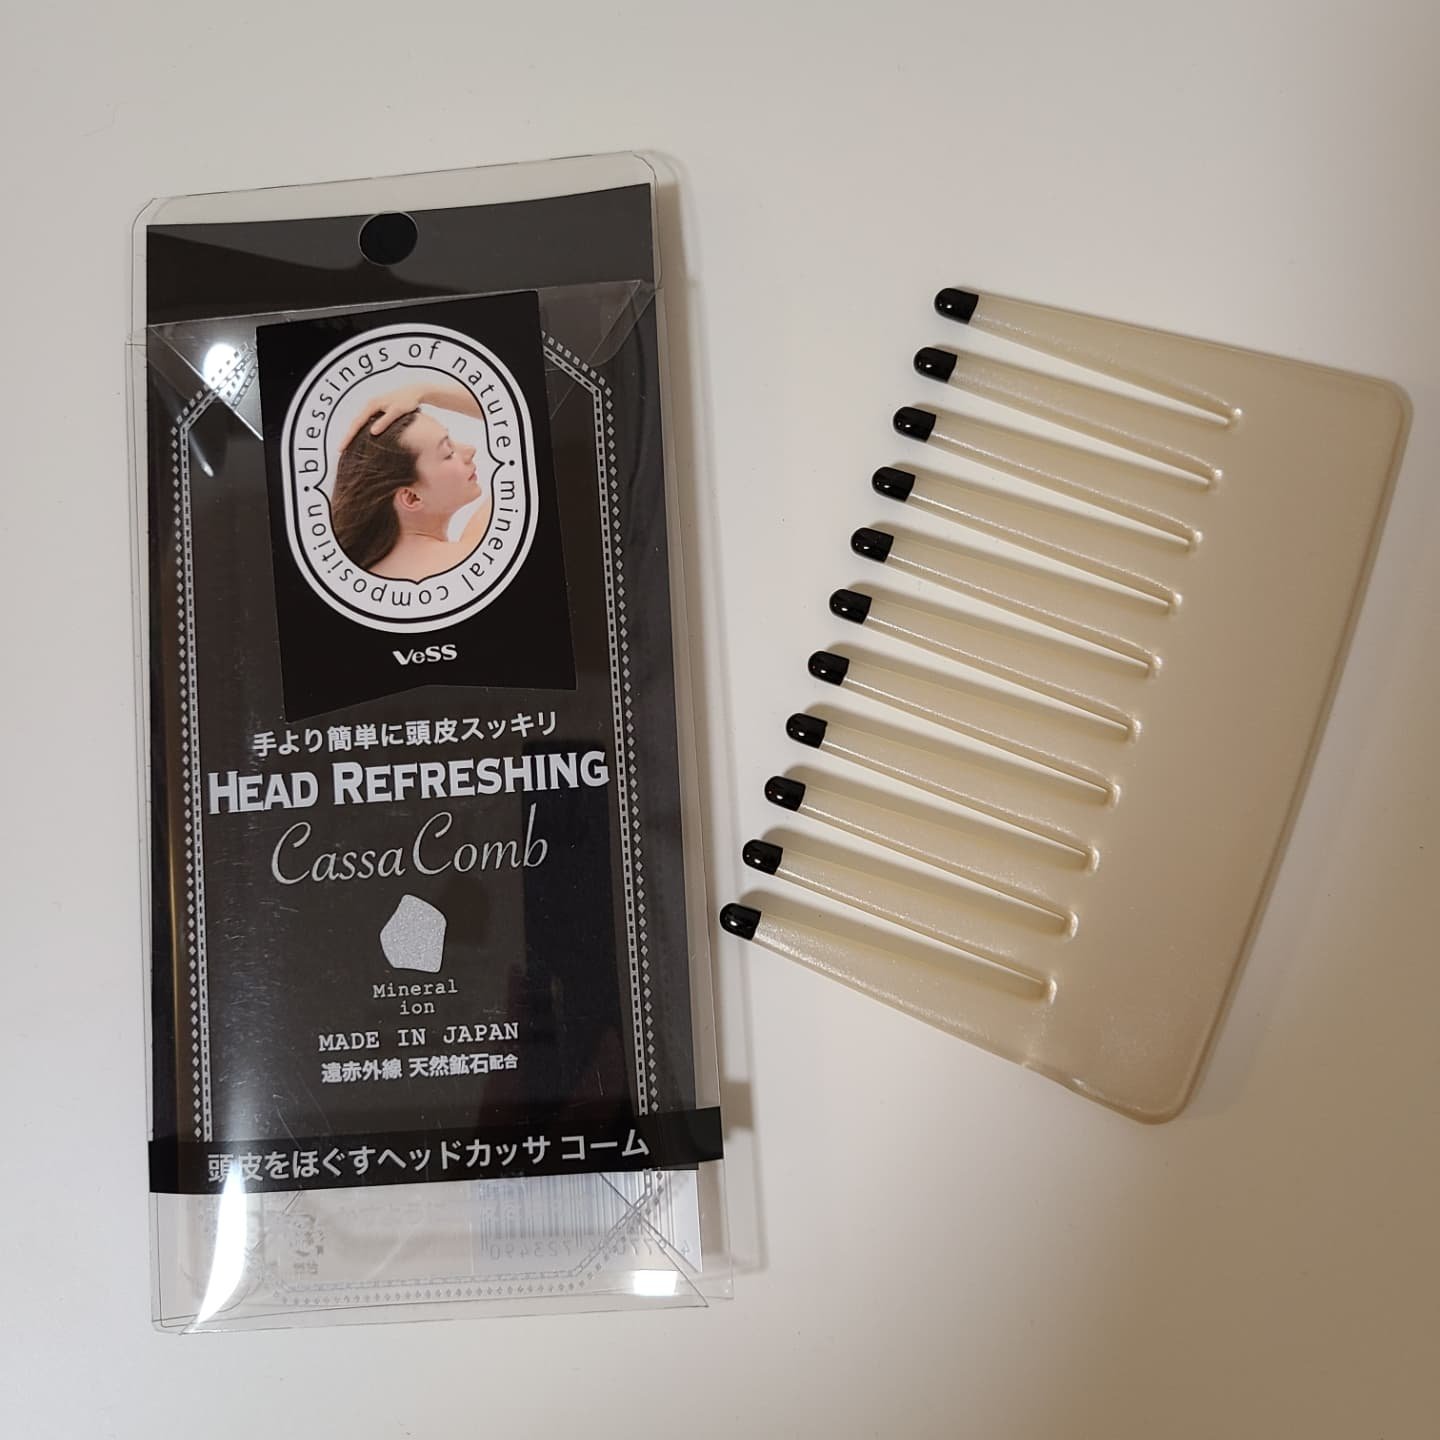 blessings of nature • mineral composition •
VeSS
手より簡単に頭皮スッキリ
HEAD REFRESHING
Cassa Comb
Mineral
ion
MADE IN JAPAN
遠赤外線 天然鉱石配合
頭皮をほぐすヘッドカッサ コーム